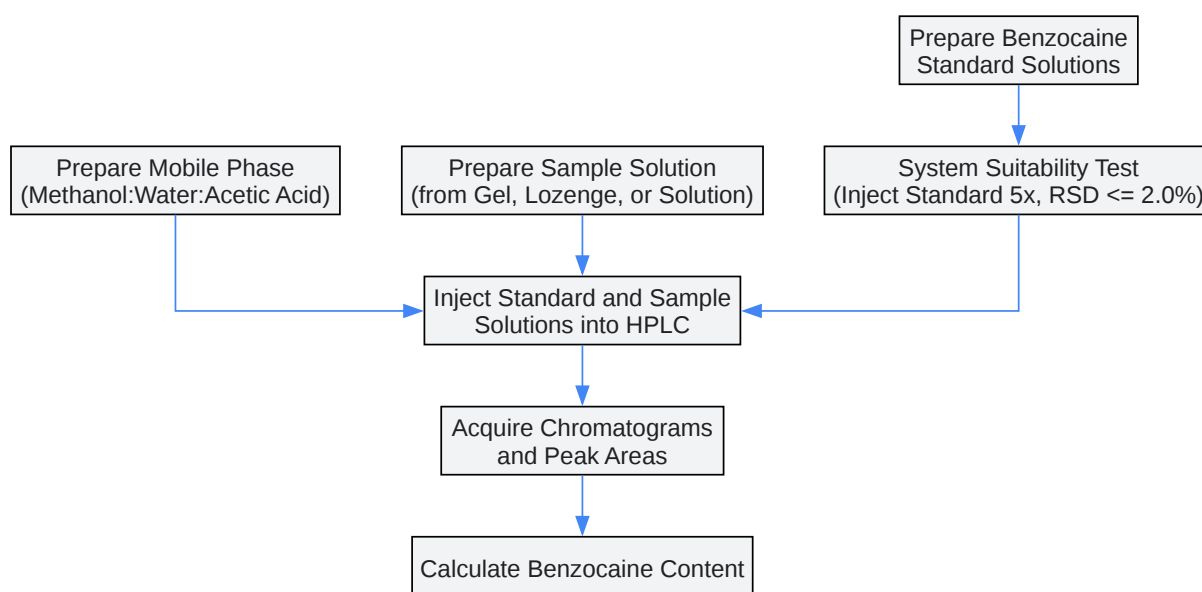 Prepare Benzocaine
Standard Solutions
Prepare Mobile Phase
(Methanol:Water:Acetic Acid)
Prepare Sample Solution
(from Gel, Lozenge, or Solution)
System Suitability Test
(Inject Standard 5x, RSD <= 2.0%)
Inject Standard and Sample
Solutions into HPLC
Acquire Chromatograms
and Peak Areas
Calculate Benzocaine Content